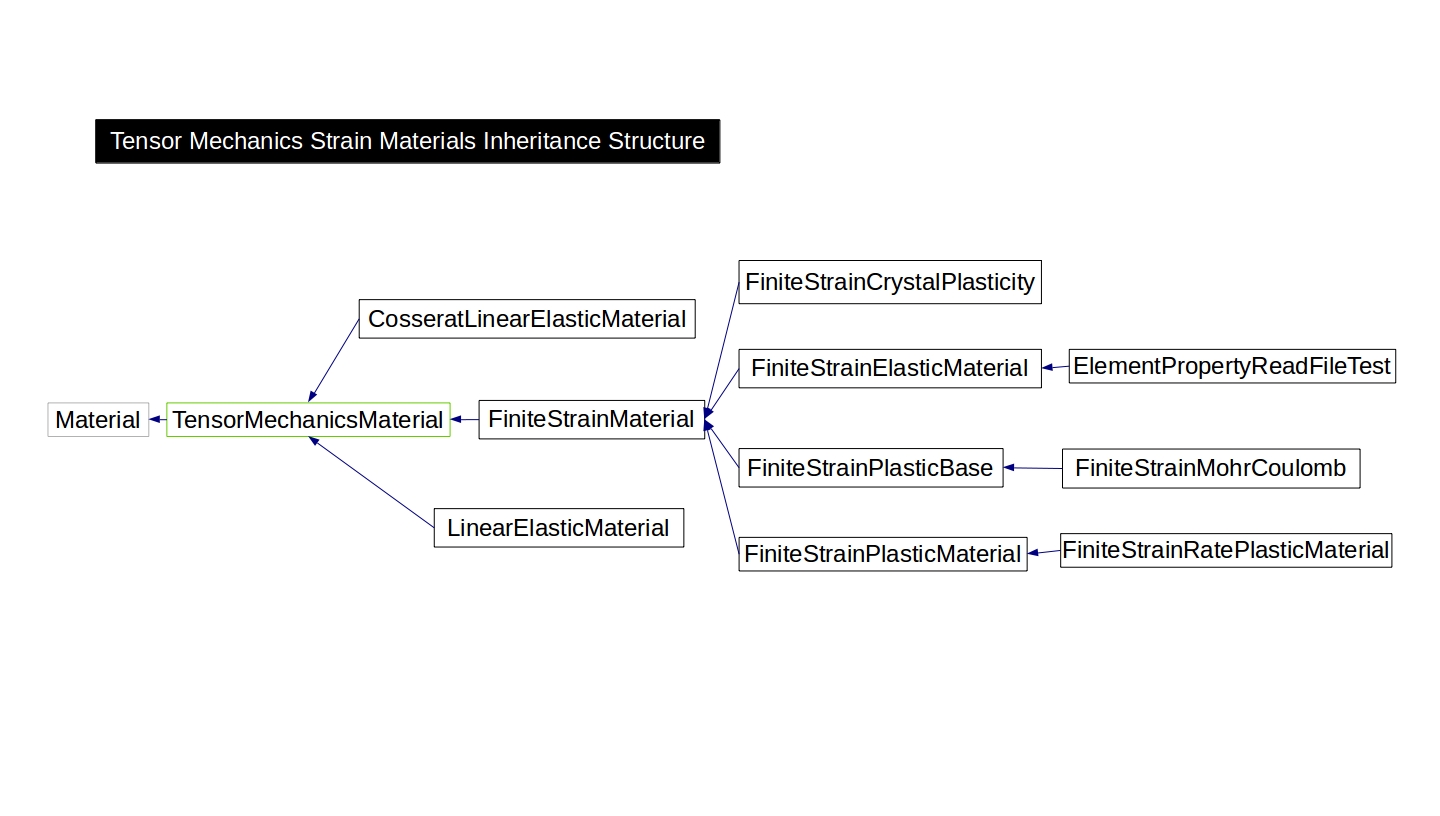 Tensor Mechanics Strain Materials Inheritance Structure
FiniteStrainCrystalPlasticity
CosseratLinearElasticMaterial
FiniteStrainElasticMaterial
ElementPropertyReadFileTest
Material
TensorMechanicsMaterial
FiniteStrainMaterial
FiniteStrainPlasticBase
FiniteStrainMohrCoulomb
LinearElasticMaterial
FiniteStrainPlasticMaterial
FiniteStrainRatePlasticMaterial